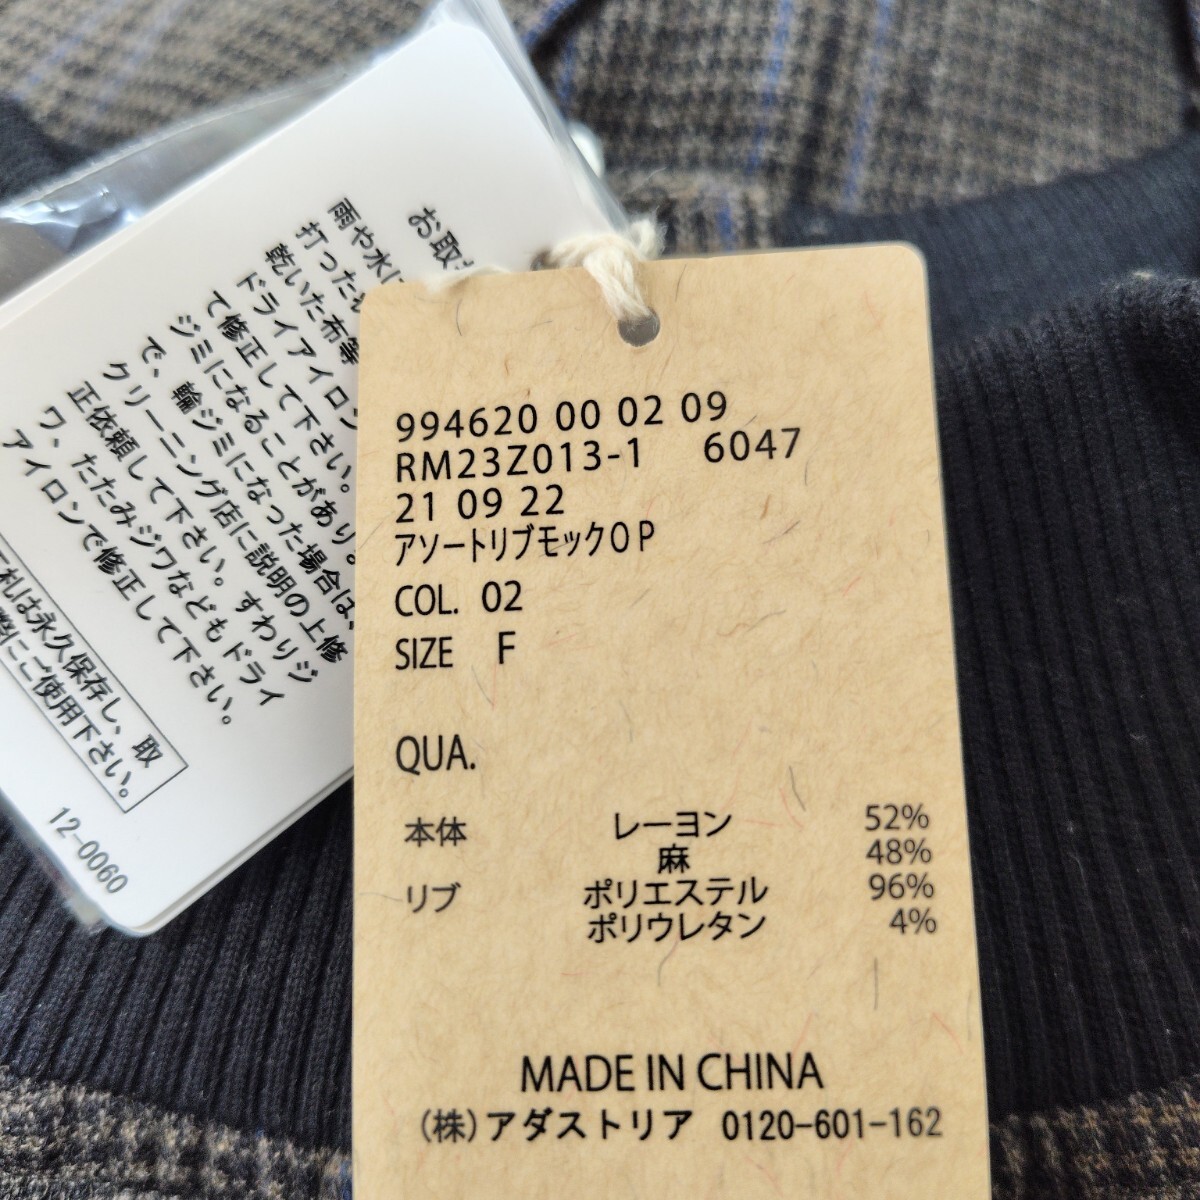 お取
雨や水に
打った
乾いた布等
ドライアイロン
て修正して下さい。
ジミになることがあり
で、輪ジミになった場合は、
クリーニング店に説明の上修
正依頼して下さい。すわりジ
ワ、たたみジワなどもドライ
アイロンで修正して下さい。
札は永久保存し、取
にご使用下さい。
12-0060
994620 00 02 09
RM23Z013-1 6047
21 09 22
アソートリブモックOP
COL. 02
SIZE F
QUA.
本体 レーヨン 52%
麻 48%
リブ ポリエステル 96%
ポリウレタン 4%
MADE IN CHINA
(株)アダストリア 0120-601-162